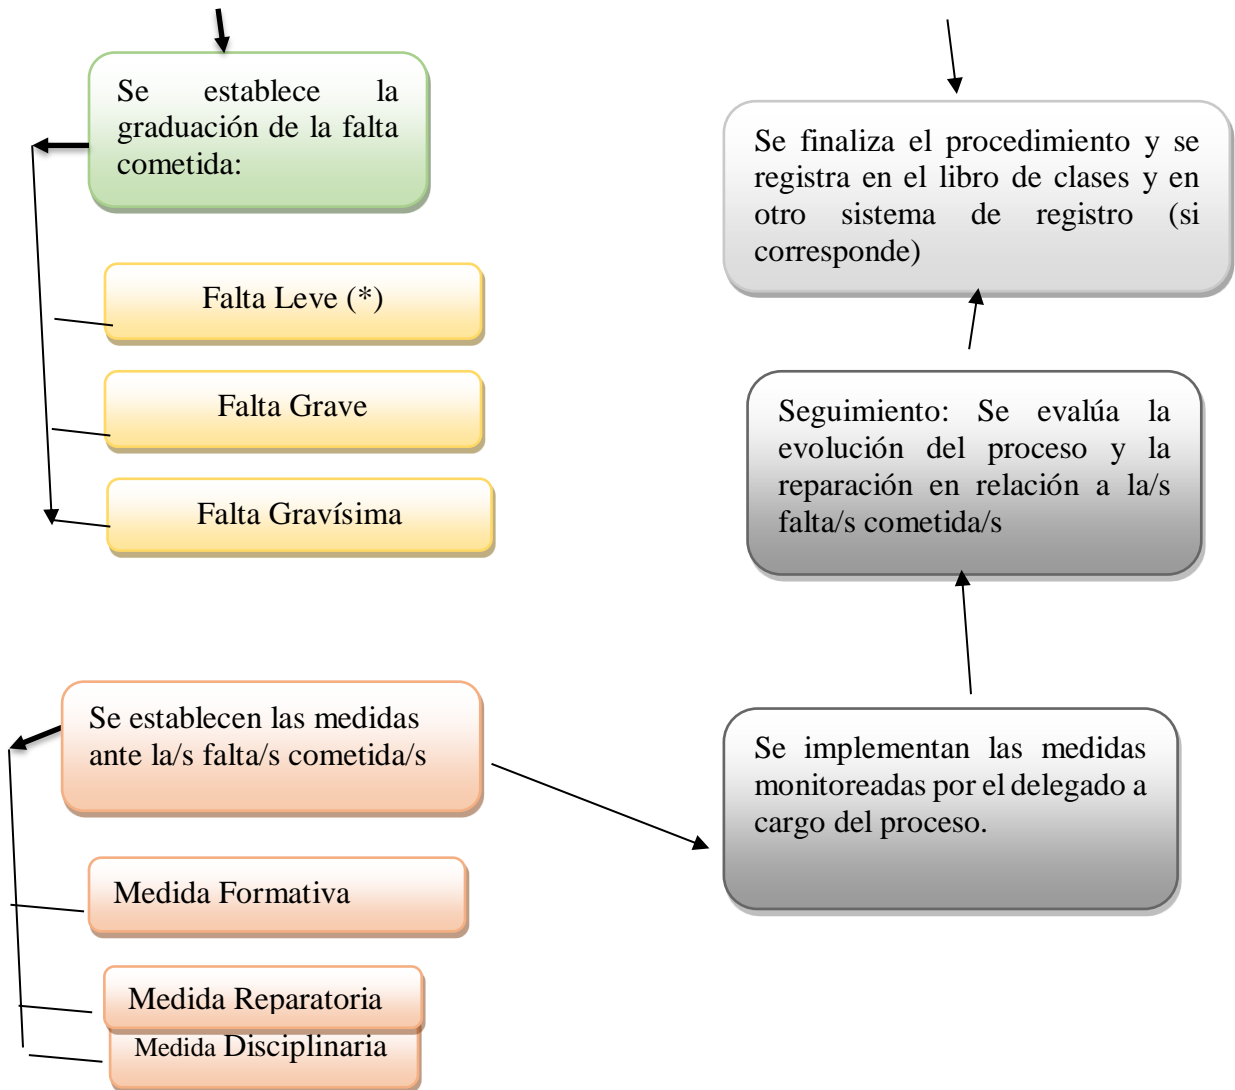 Se establece la
graduación de la falta
cometida:
Falta Leve (*)
Falta Grave
Falta Gravísima
Se establecen las medidas
ante la/s falta/s cometida/s
Medida Formativa
Medida Reparatoria
Medida Disciplinaria
Se implementan las medidas
monitoreadas por el delegado a
cargo del proceso.
Seguimiento: Se evalúa la
evolución del proceso y la
reparación en relación a la/s
falta/s cometida/s
Se finaliza el procedimiento y se
registra en el libro de clases y en
otro sistema de registro (si
corresponde)